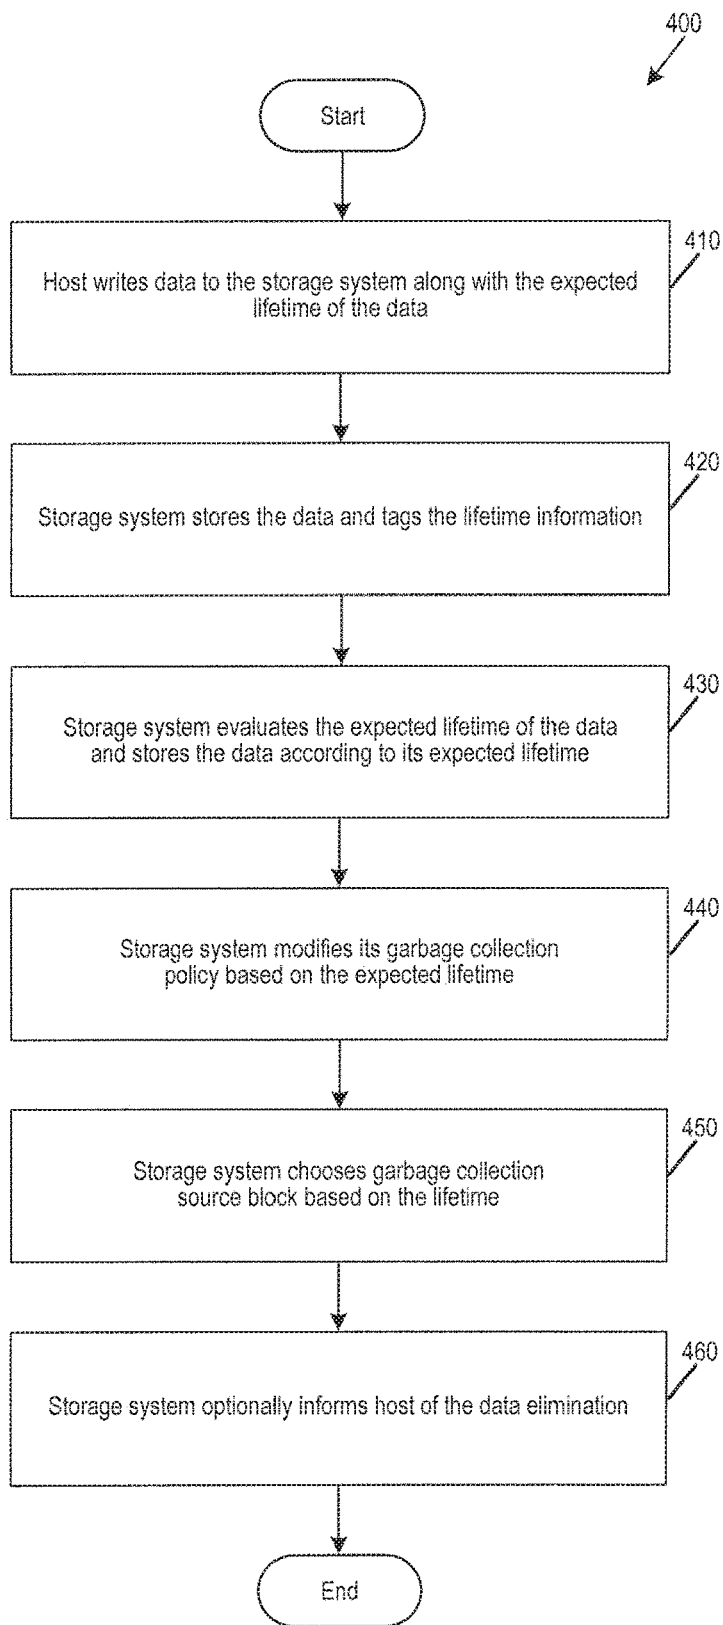 400
Start
410
Host writes data to the storage system along with the expected
lifetime of the data
420
Storage system stores the data and tags the lifetime information
430
Storage system evaluates the expected lifetime of the data
and stores the data according to its expected lifetime
440
Storage system modifies its garbage collection
policy based on the expected lifetime
450
Storage system chooses garbage collection
source block based on the lifetime
460
Storage system optionally informs host of the data elimination
End